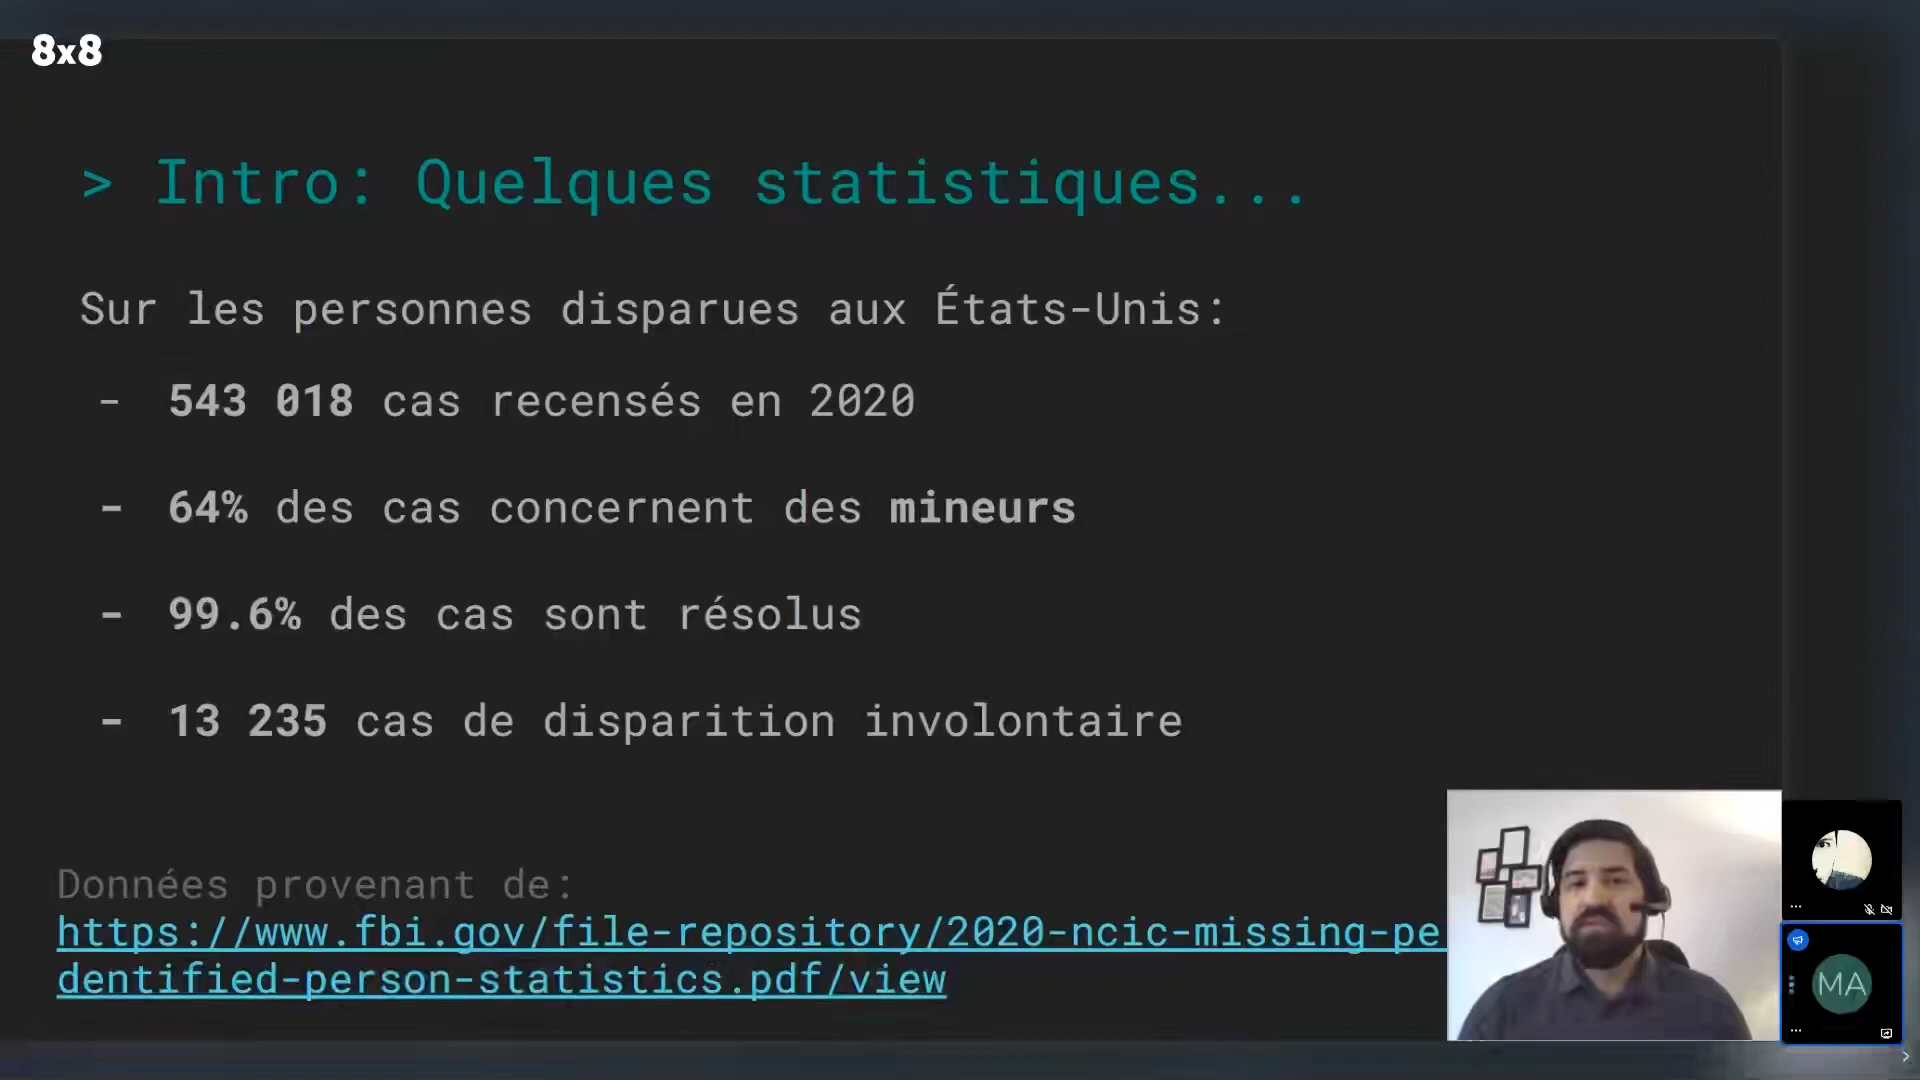 8x8
> Intro: Quelques statistiques...
Sur les personnes disparues aux États-Unis:
- 543 018 cas recensés en 2020
- 64% des cas concernent des mineurs
- 99.6% des cas sont résolus
- 13 235 cas de disparition involontaire
Données provenant de:
https://www.fbi.gov/file-repository/2020-ncic-missing-pe
dentified-person-statistics.pdf/view
MA